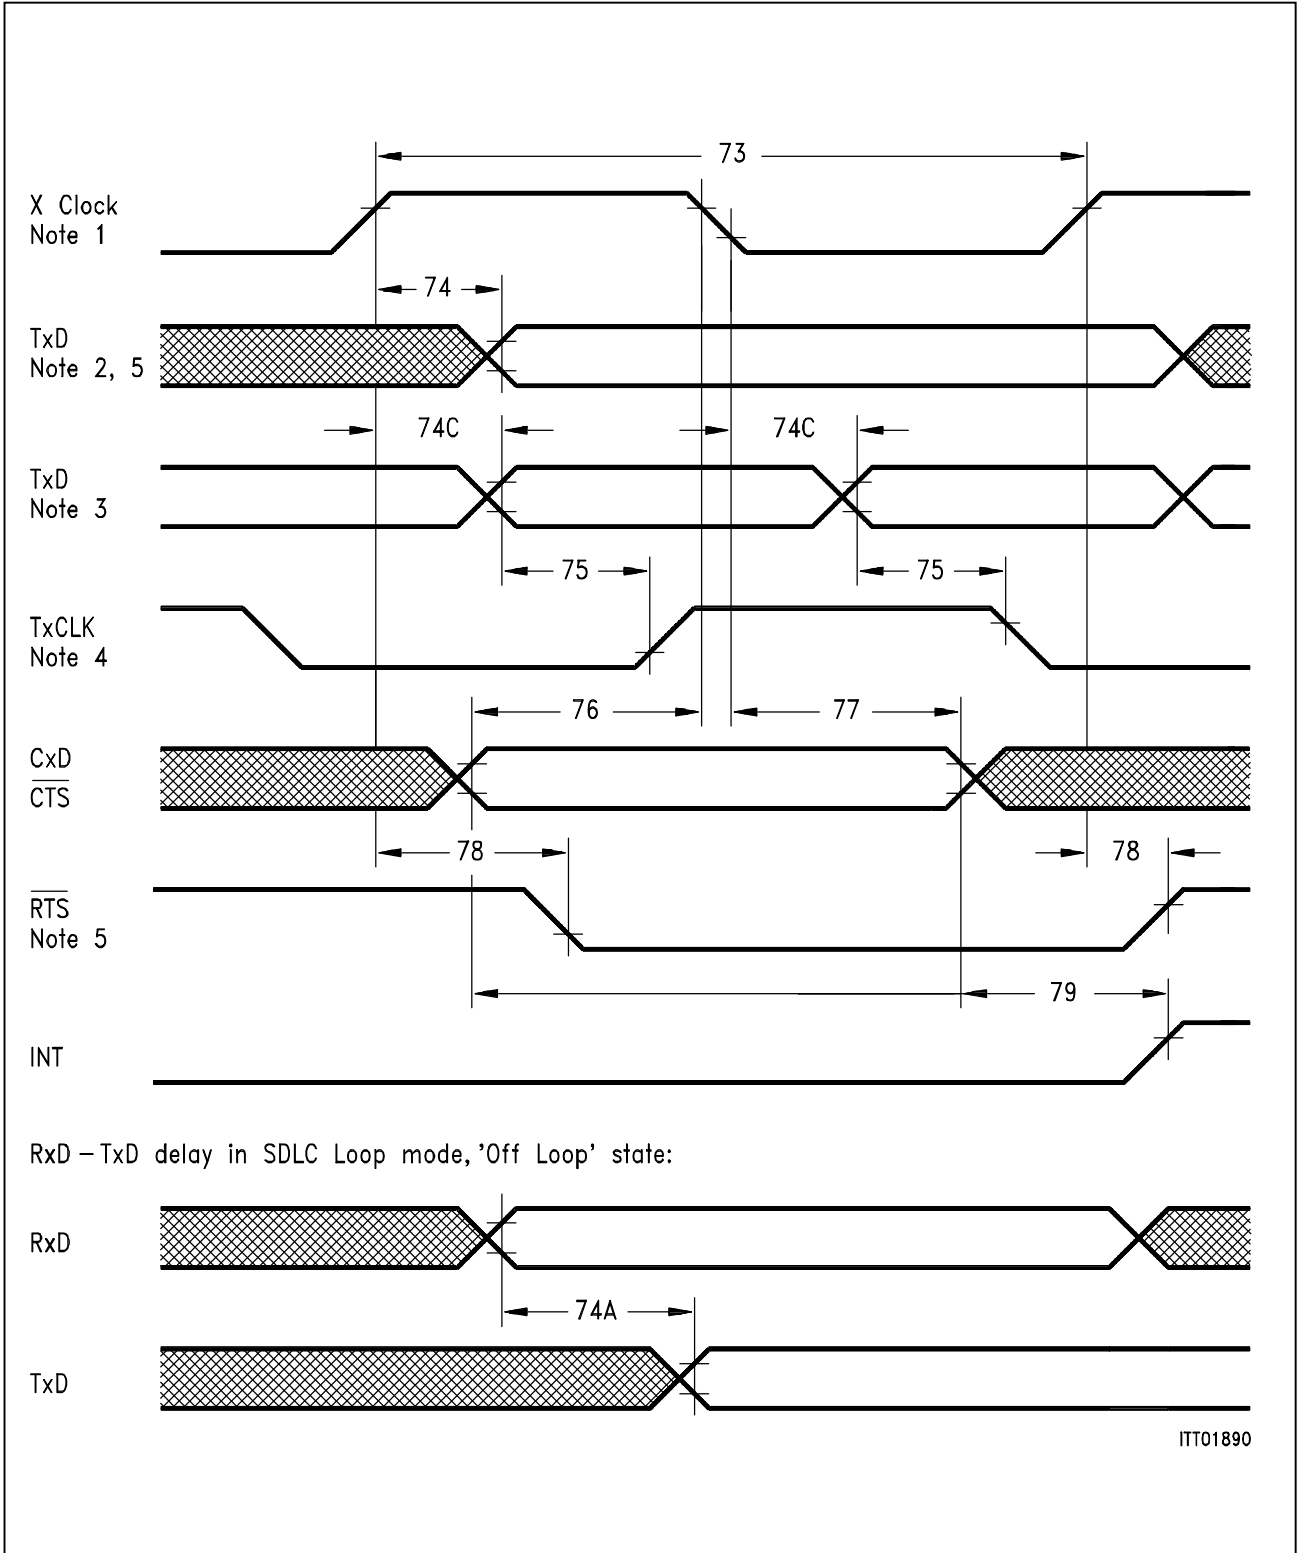 73
X Clock
Note 1
74
TxD
Note 2, 5
74C 74C
TxD
Note 3
75 75
TxCLK
Note 4
76 77
CxD
CTS
78 78
RTS
Note 5
79
INT
RxD – TxD delay in SDLC Loop mode, 'Off Loop' state:
RxD
74A
TxD
ITT01890